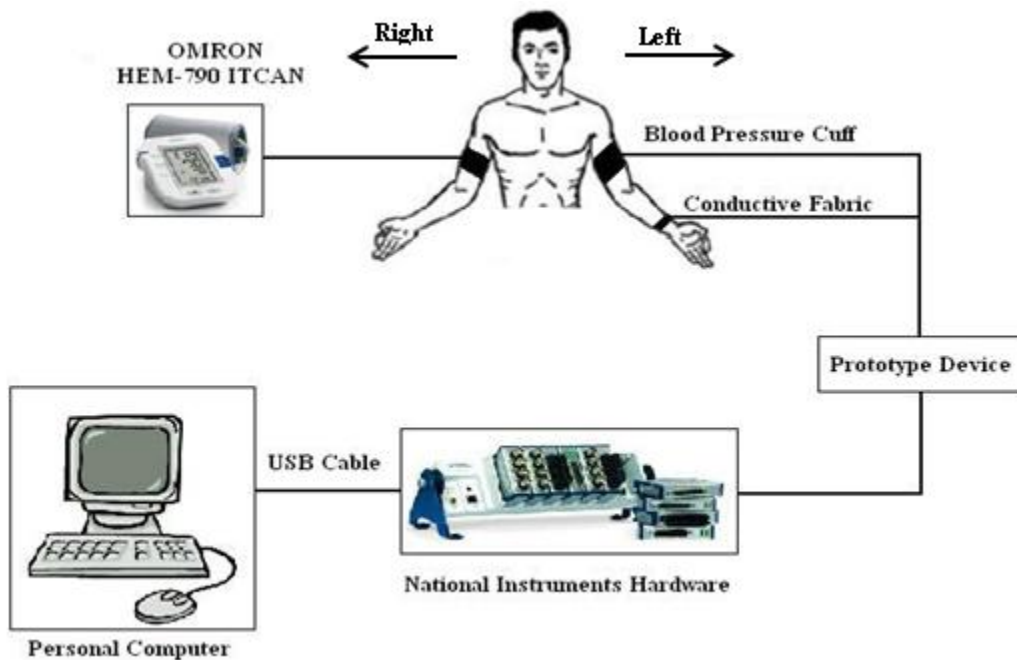 Right
Left
OMRON
HEM-790 ITCAN
Blood Pressure Cuff
Conductive Fabric
Prototype Device
USB Cable
National Instruments Hardware
Personal Computer